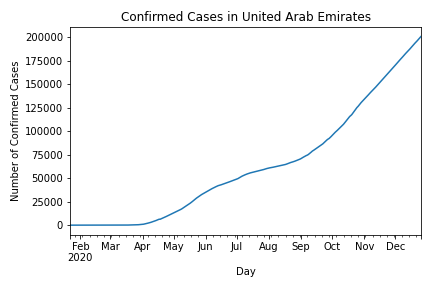 Confirmed Cases in United Arab Emirates
200000
175000
150000
125000
100000
75000
50000
25000
0
Number of Confirmed Cases
Feb Mar Apr May Jun Jul Aug Sep Oct Nov Dec
2020
Day